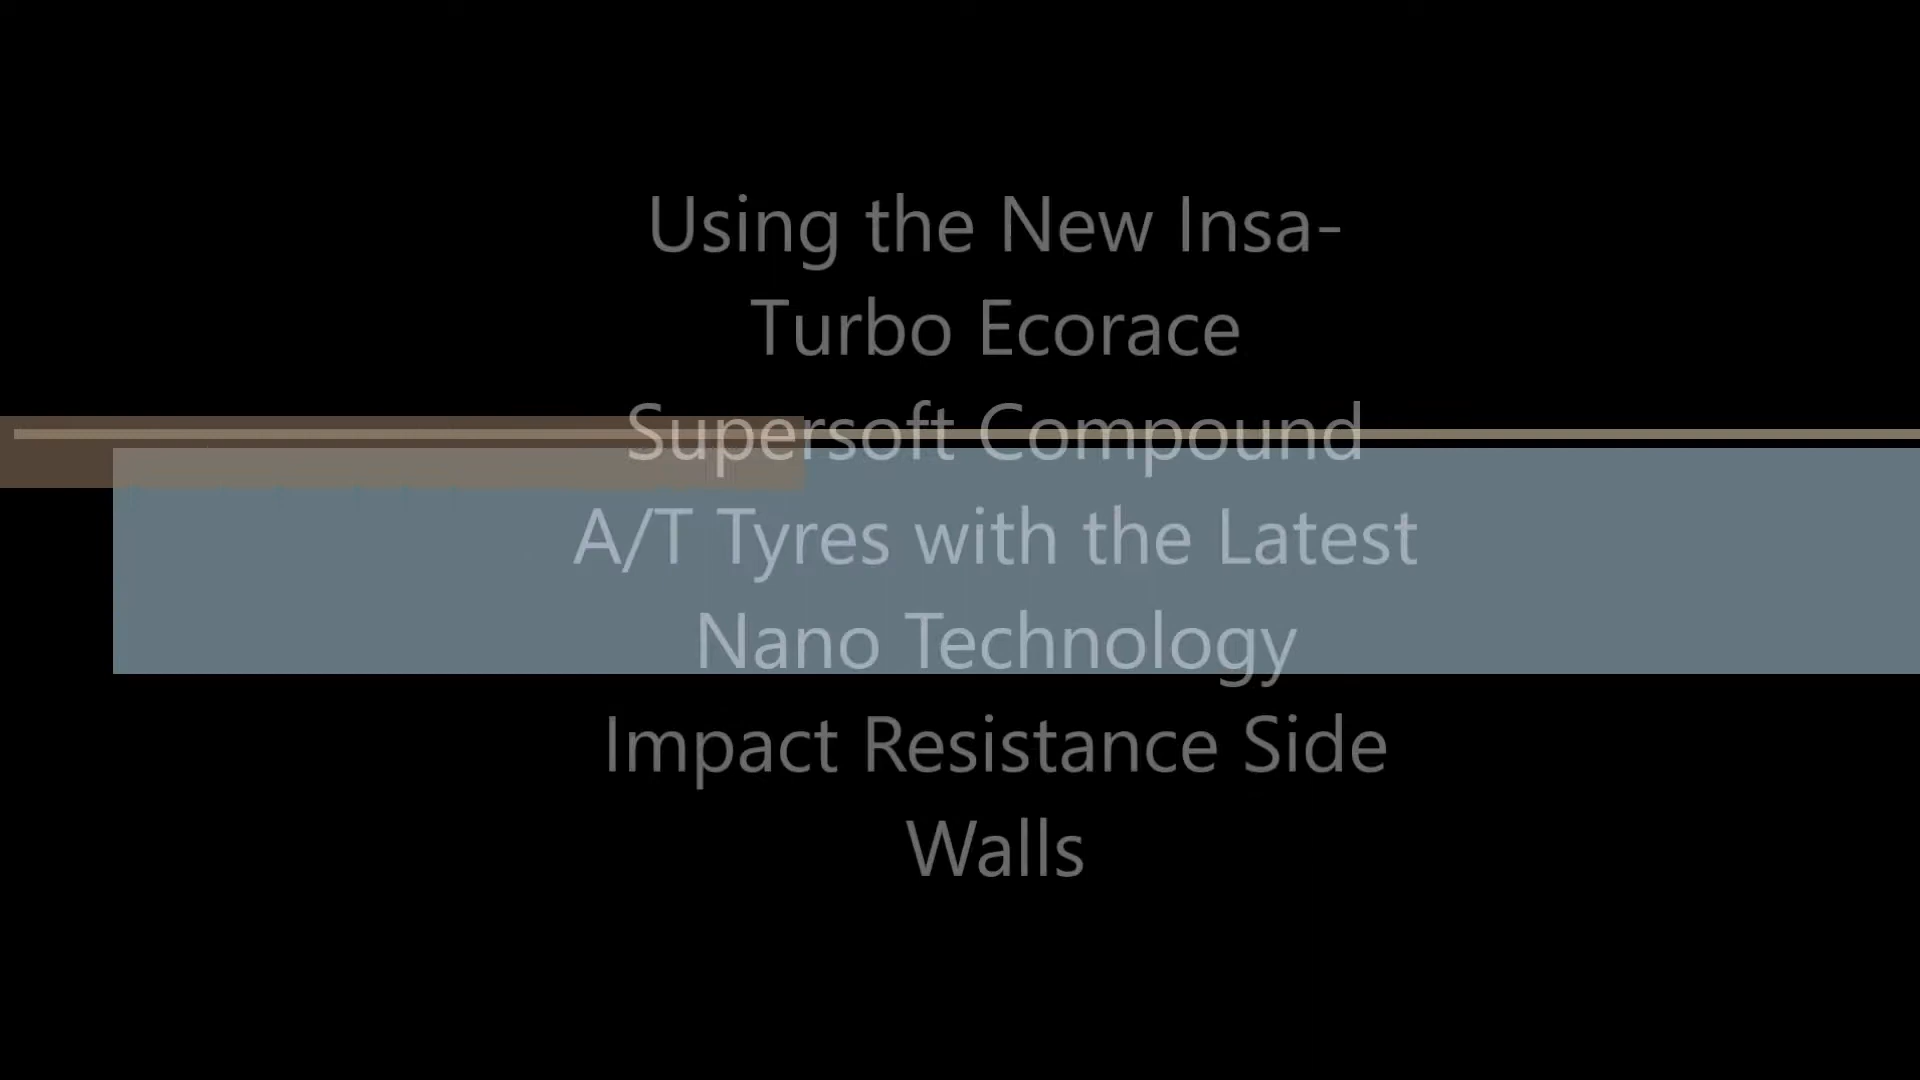 Using the New Insa-
Turbo Ecorace
Supersoft Compound
A/T Tyres with the Latest
Nano Technology
Impact Resistance Side
Walls